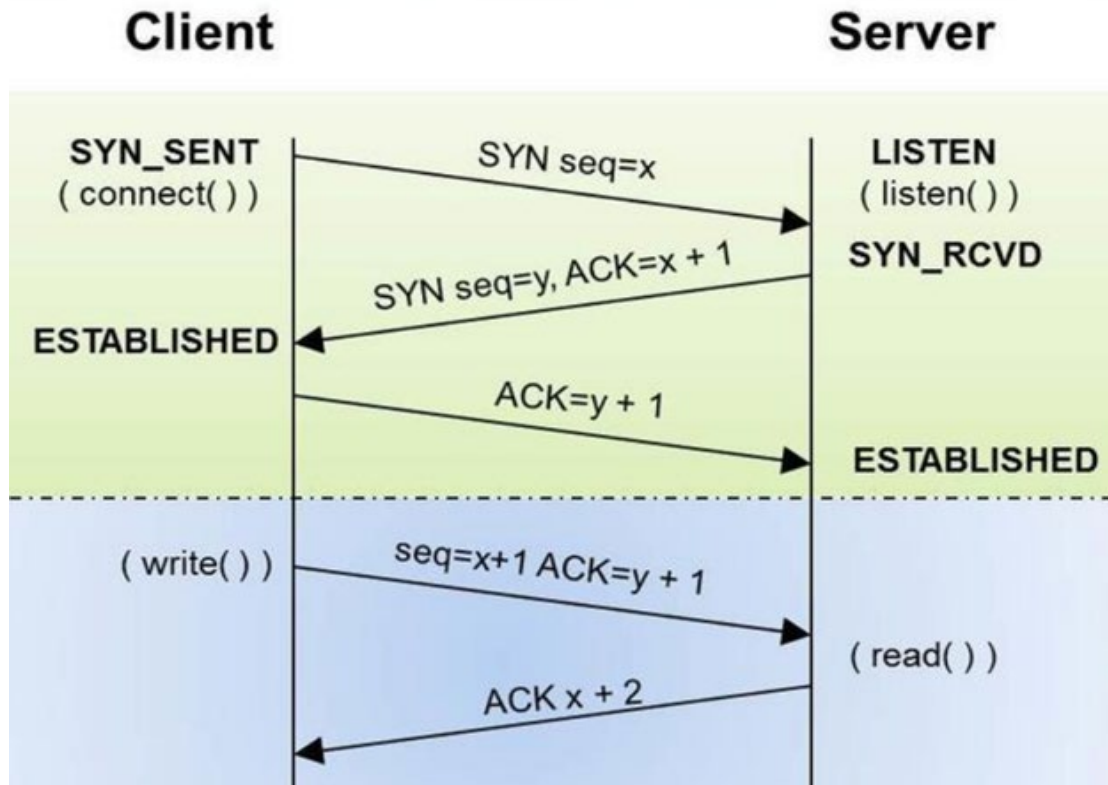 Client
Server
SYN_SENT
( connect( ) )
SYN seq=x
LISTEN
( listen( ) )
SYN_RCVD
SYN seq=y, ACK=x + 1
ESTABLISHED
ACK=y + 1
ESTABLISHED
( write( ) )
seq=x+1 ACK=y + 1
( read( ) )
ACK x + 2